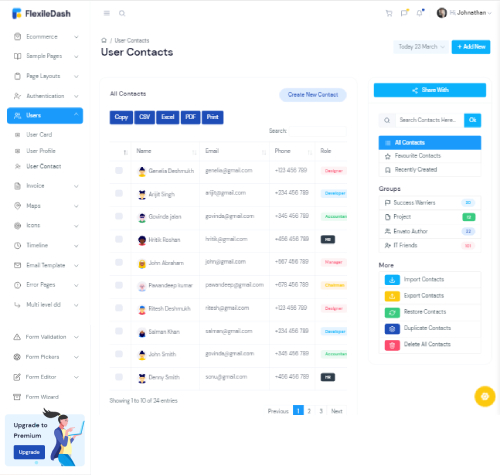 FlexileDash
Hi, Johnathan
Ecommerce
Sample Pages
Page Layouts
Authentication
Users
User Card
User Profile
User Contact
Invoice
Maps
Icons
Timeline
Email Template
Error Pages
Multi level dd
Form Validation
Form Pickers
Form Editor
Form Wizard
Upgrade to
Premium
Upgrade
/ User Contacts
User Contacts
Today 23 March
+ Add New
All Contacts
Create New Contact
Copy CSV Excel PDF Print
Search:
Name Email Phone Role
Genelia Deshmukh genelia@gmail.com +123 456 789 Designer
Arijit Singh arijit@gmail.com +234 456 789 Developer
Govinda jalan govinda@gmail.com +345 456 789 Accountant
Hritik Roshan hritik@gmail.com +456 456 789 HR
John Abraham john@gmail.com +567 456 789 Manager
Pawandeep kumar pawandeep@gmail.com +678 456 789
Ritesh Deshmukh ritesh@gmail.com +123 456 789 Designer
Salman Khan salman@gmail.com +234 456 789 Developer
John Smith govinda@gmail.com +345 456 789 Accountant
sonu@gmail.com +456 456 789 HR
Showing 1 to 10 of 24 entries
Previous 1 2 3 Next
Share With
Search Contacts Here... Ok
All Contacts
Favourite Contacts
Recently Created
Groups
Success Warriers
Project
Envato Author
IT Friends
More
Import Contacts
Export Contacts
Restore Contacts
Duplicate Contacts
Delete All Contacts